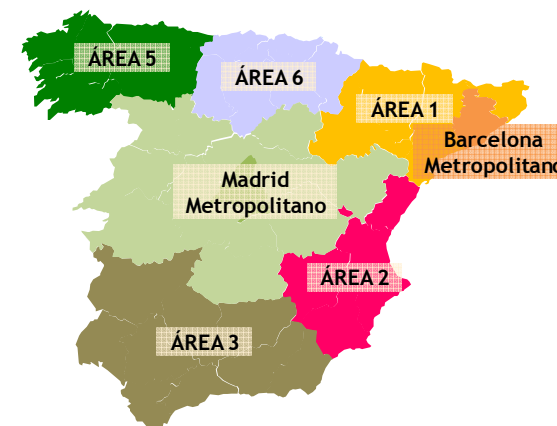 ÁREA 5
ÁREA 6
ÁREA 1
Barcelona
Metropolitano
Madrid
Metropolitano
ÁREA 2
ÁREA 3